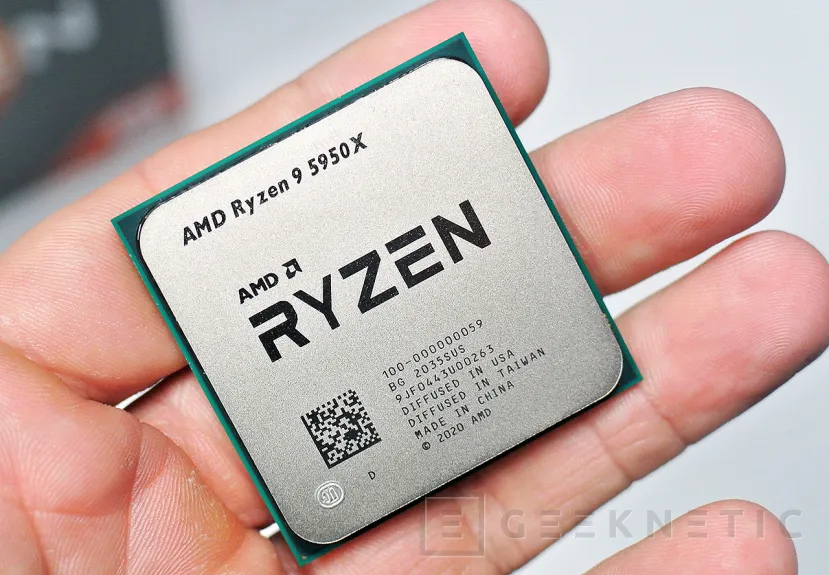 AMD Ryzen 9 5950X
AMD
RYZEN
100-000000059
BG 2035SUS
9JF0443U00263
DIFFUSED IN USA
DIFFUSED IN TAIWAN
MADE IN CHINA
© 2020 AMD
D
E GEEKNETIC